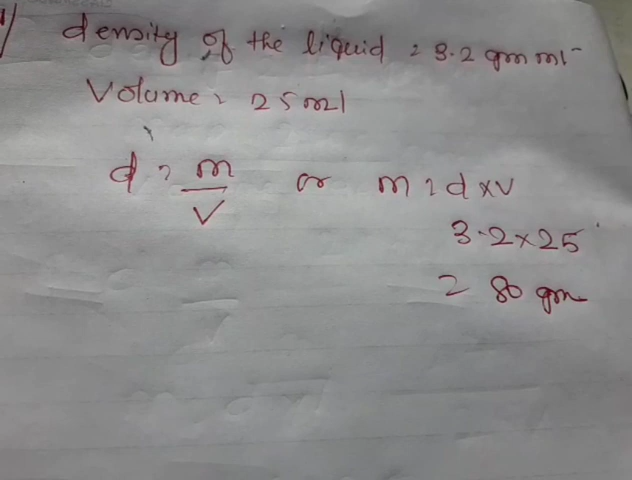 1) density of the liquid = 3.2 gm ml⁻
Volume = 25 ml
d = m/V or m = d x v
3.2 x 25
= 80 gm